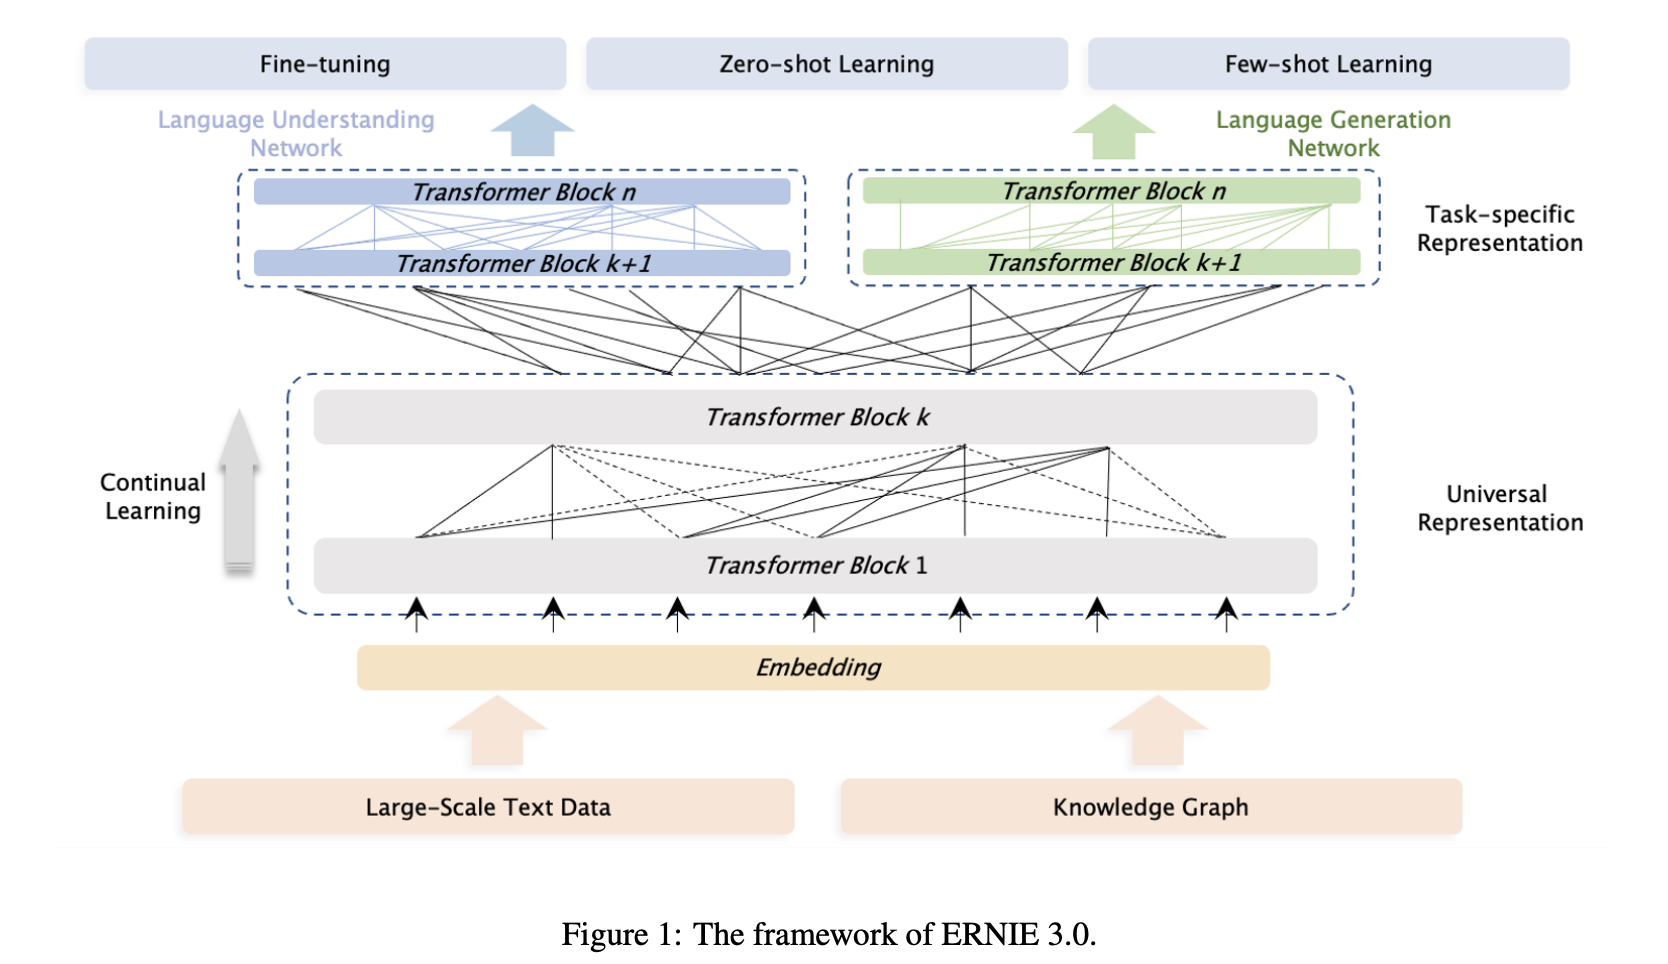 Fine-tuning
Zero-shot Learning
Few-shot Learning
Language Understanding
Network
Language Generation
Network
Transformer Block n
Transformer Block k+1
Transformer Block n
Transformer Block k+1
Task-specific
Representation
Transformer Block k
Transformer Block 1
Continual
Learning
Universal
Representation
Embedding
Large-Scale Text Data
Knowledge Graph
Figure 1: The framework of ERNIE 3.0.